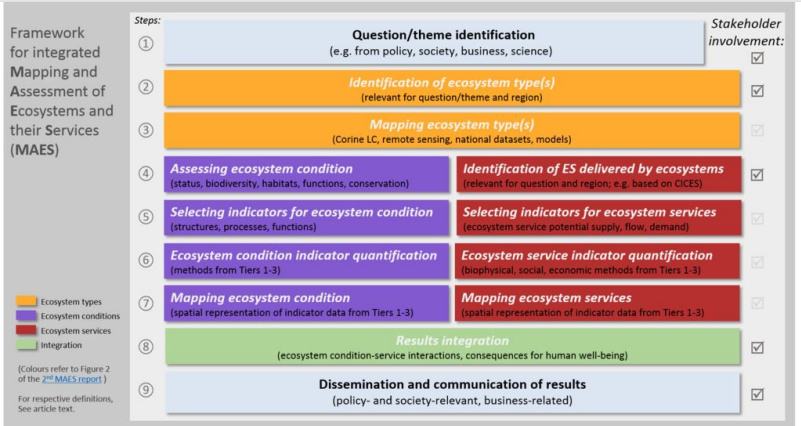 Framework
for integrated
Mapping and
Assessment of
Ecosystems and
their Services
(MAES)
Steps:
Stakeholder
involvement:
1
Question/theme identification
(e.g. from policy, society, business, science)
2
Identification of ecosystem type(s)
(relevant for question/theme and region)
3
Mapping ecosystem type(s)
(Corine LC, remote sensing, national datasets, models)
4
Assessing ecosystem condition
(status, biodiversity, habitats, functions, conservation)
Identification of ES delivered by ecosystems
(relevant for question and region; e.g. based on CICES)
5
Selecting indicators for ecosystem condition
(structures, processes, functions)
Selecting indicators for ecosystem services
(ecosystem service potential supply, flow, demand)
6
Ecosystem condition indicator quantification
(methods from Tiers 1-3)
Ecosystem service indicator quantification
(biophysical, social, economic methods from Tiers 1-3)
7
Mapping ecosystem condition
(spatial representation of indicator data from Tiers 1-3)
Mapping ecosystem services
(spatial representation of indicator data from Tiers 1-3)
8
Results integration
(ecosystem condition-service interactions, consequences for human well-being)
9
Dissemination and communication of results
(policy- and society-relevant, business-related)
Ecosystem types
Ecosystem conditions
Ecosystem services
Integration
(Colours refer to Figure 2
of the 2nd MAES report )
For respective definitions,
See article text.